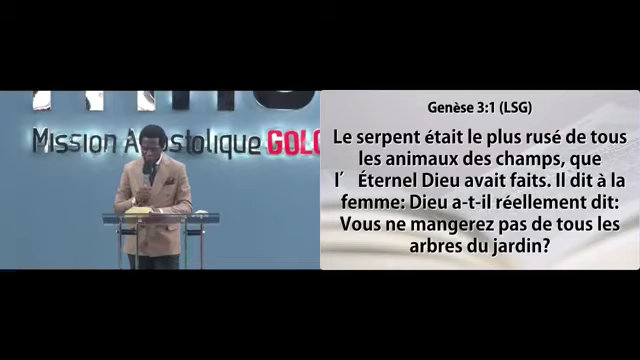 Mission Apostolique
Genèse 3:1 (LSG)
Le serpent était le plus rusé de tous
les animaux des champs, que
l’ Éternel Dieu avait faits. Il dit à la
femme: Dieu a-t-il réellement dit:
Vous ne mangerez pas de tous les
arbres du jardin?